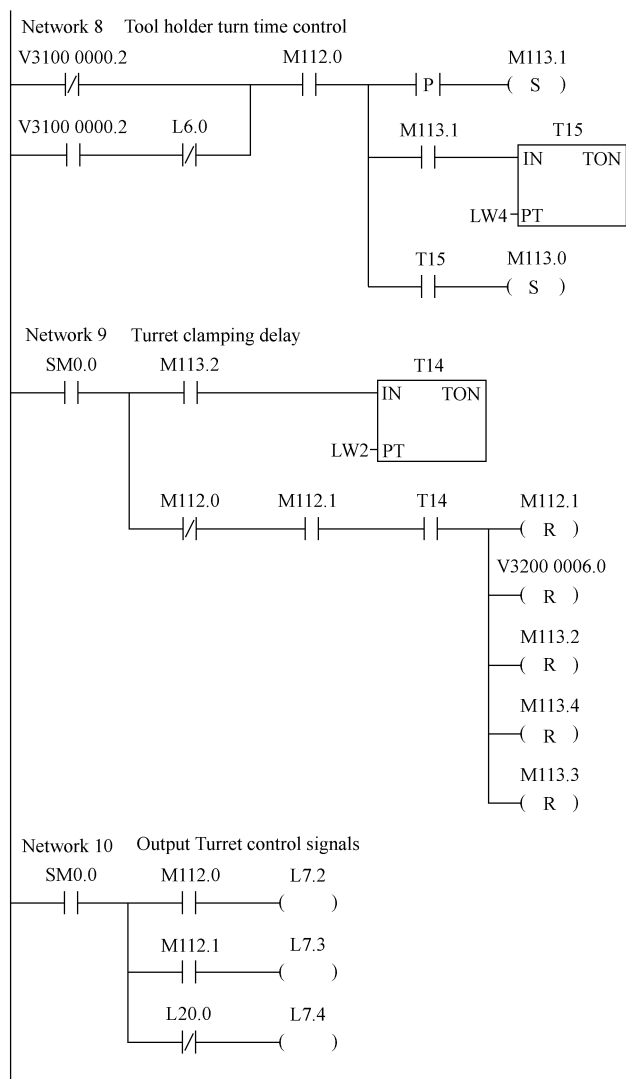 Network 8 Tool holder turn time control
V3100 0000.2 M112.0 M113.1
P ( S )
V3100 0000.2 L6.0 M113.1 T15
IN TON
LW4 PT
T15 M113.0
( S )
Network 9 Turret clamping delay
SM0.0 M113.2 T14
IN TON
LW2 PT
M112.0 M112.1 T14 M112.1
( R )
V3200 0006.0
( R )
M113.2
( R )
M113.4
( R )
M113.3
( R )
Network 10 Output Turret control signals
SM0.0 M112.0 L7.2
( )
M112.1 L7.3
( )
L20.0 L7.4
( )